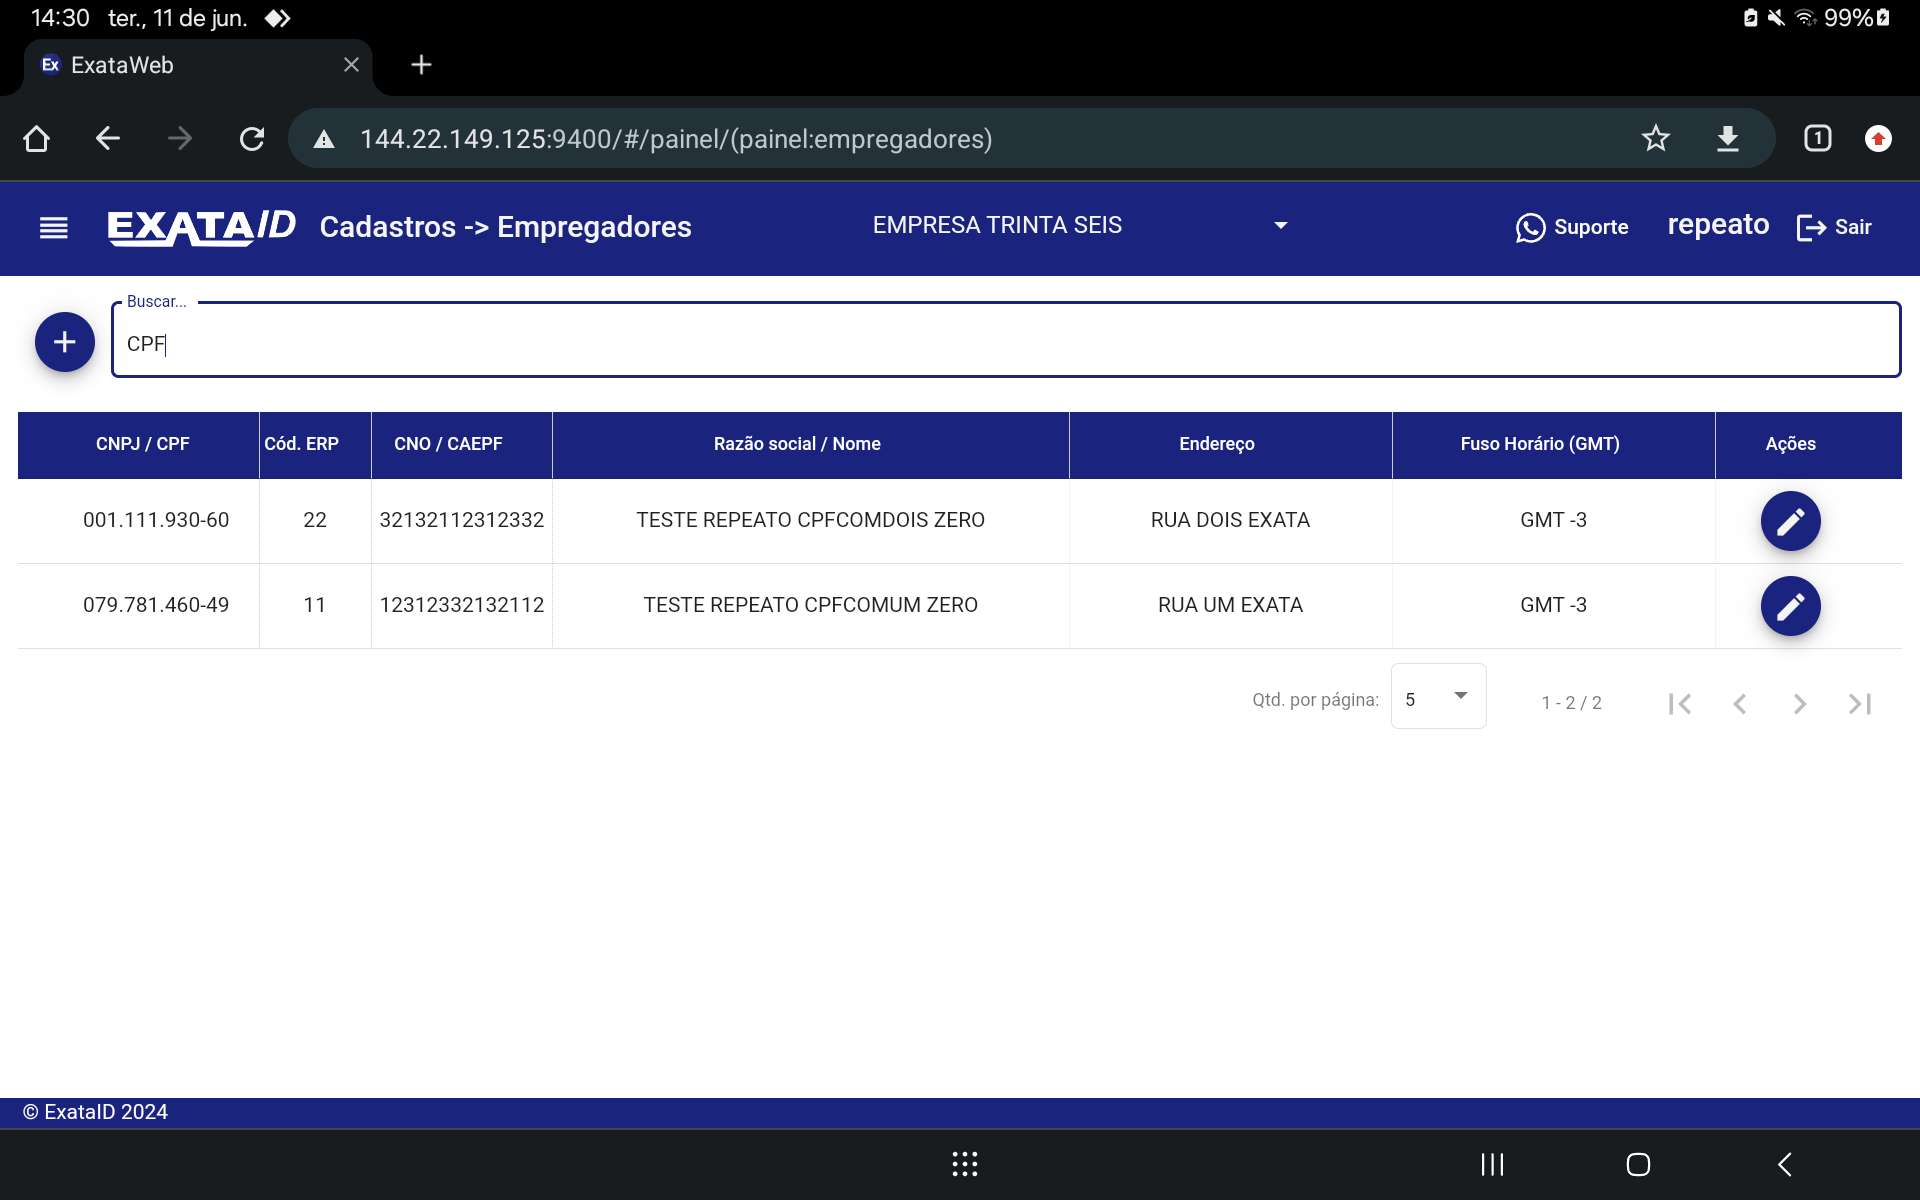 14:30 ter., 11 de jun. 99%
Ex ExataWeb
144.22.149.125:9400/#/painel/(painel:empregadores) 1
EXATAID Cadastros -> Empregadores EMPRESA TRINTA SEIS Suporte repeato Sair
Buscar...
CPF
CNPJ / CPF Cód. ERP CNO / CAEPF Razão social / Nome Endereço Fuso Horário (GMT) Ações
001.111.930-60 22 32132112312332 TESTE REPEATO CPFCOMDOIS ZERO RUA DOIS EXATA GMT -3
079.781.460-49 11 12312332132112 TESTE REPEATO CPFCOMUM ZERO RUA UM EXATA GMT -3
Qtd. por página: 5 1 - 2 / 2
© ExataID 2024